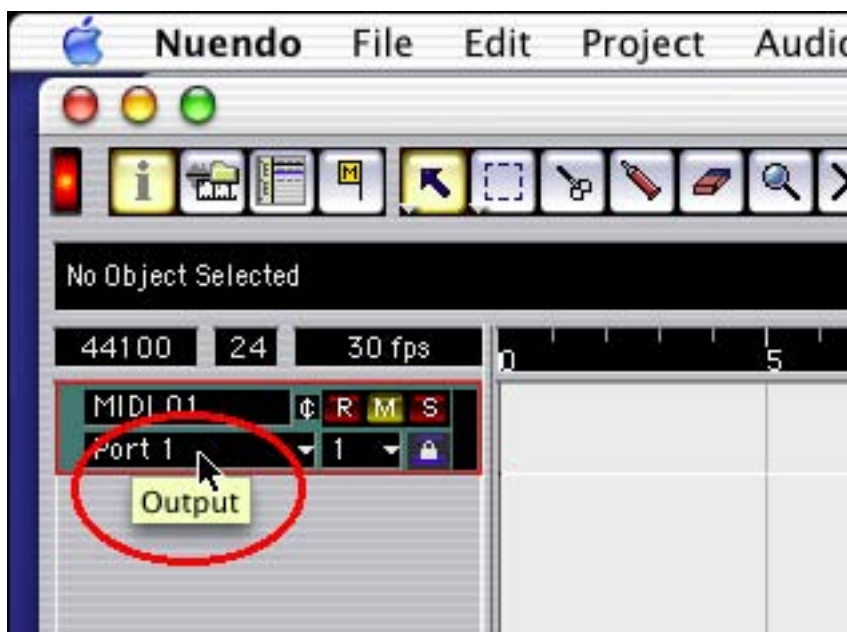 Nuendo File Edit Project Audio
i M
No Object Selected
44100 24 30 fps
0 5
MIDI 01 ¢ R M S
Port 1 1
Output